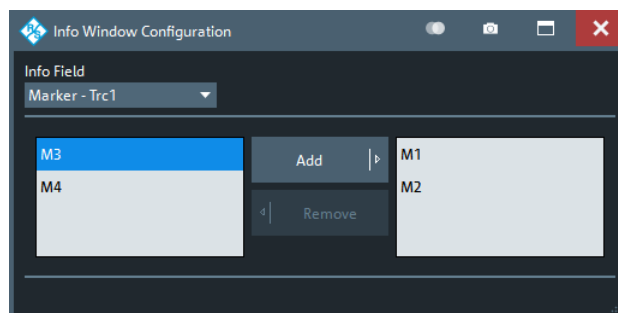 R&S Info Window Configuration
Info Field
Marker - Trc1
M3
M4
Add
Remove
M1
M2